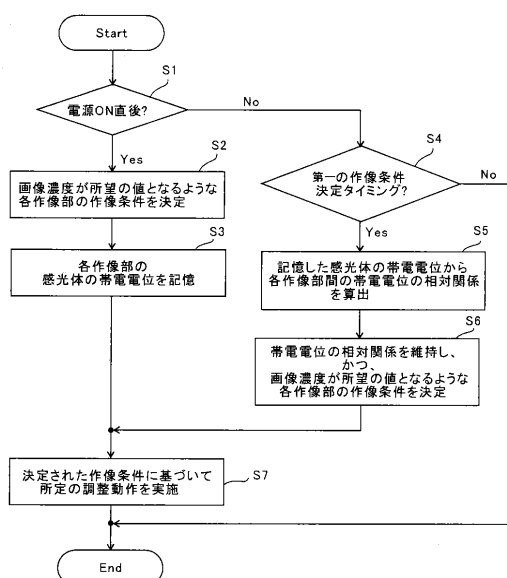 Start
S1
電源ON直後?
No
Yes
S2
画像濃度が所望の値となるような
各作像部の作像条件を決定
S3
各作像部の
感光体の帯電電位を記憶
S4
第一の作像条件
決定タイミング?
No
Yes
S5
記憶した感光体の帯電電位から
各作像部間の帯電電位の相対関係
を算出
S6
帯電電位の相対関係を維持し、
かつ、
画像濃度が所望の値となるような
各作像部の作像条件を決定
決定された作像条件に基づいて
所定の調整動作を実施
S7
End